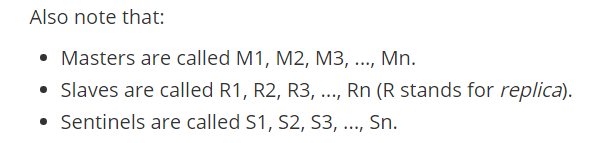 Also note that:
• Masters are called M1, M2, M3, ..., Mn.
• Slaves are called R1, R2, R3, ..., Rn (R stands for replica).
• Sentinels are called S1, S2, S3, ..., Sn.